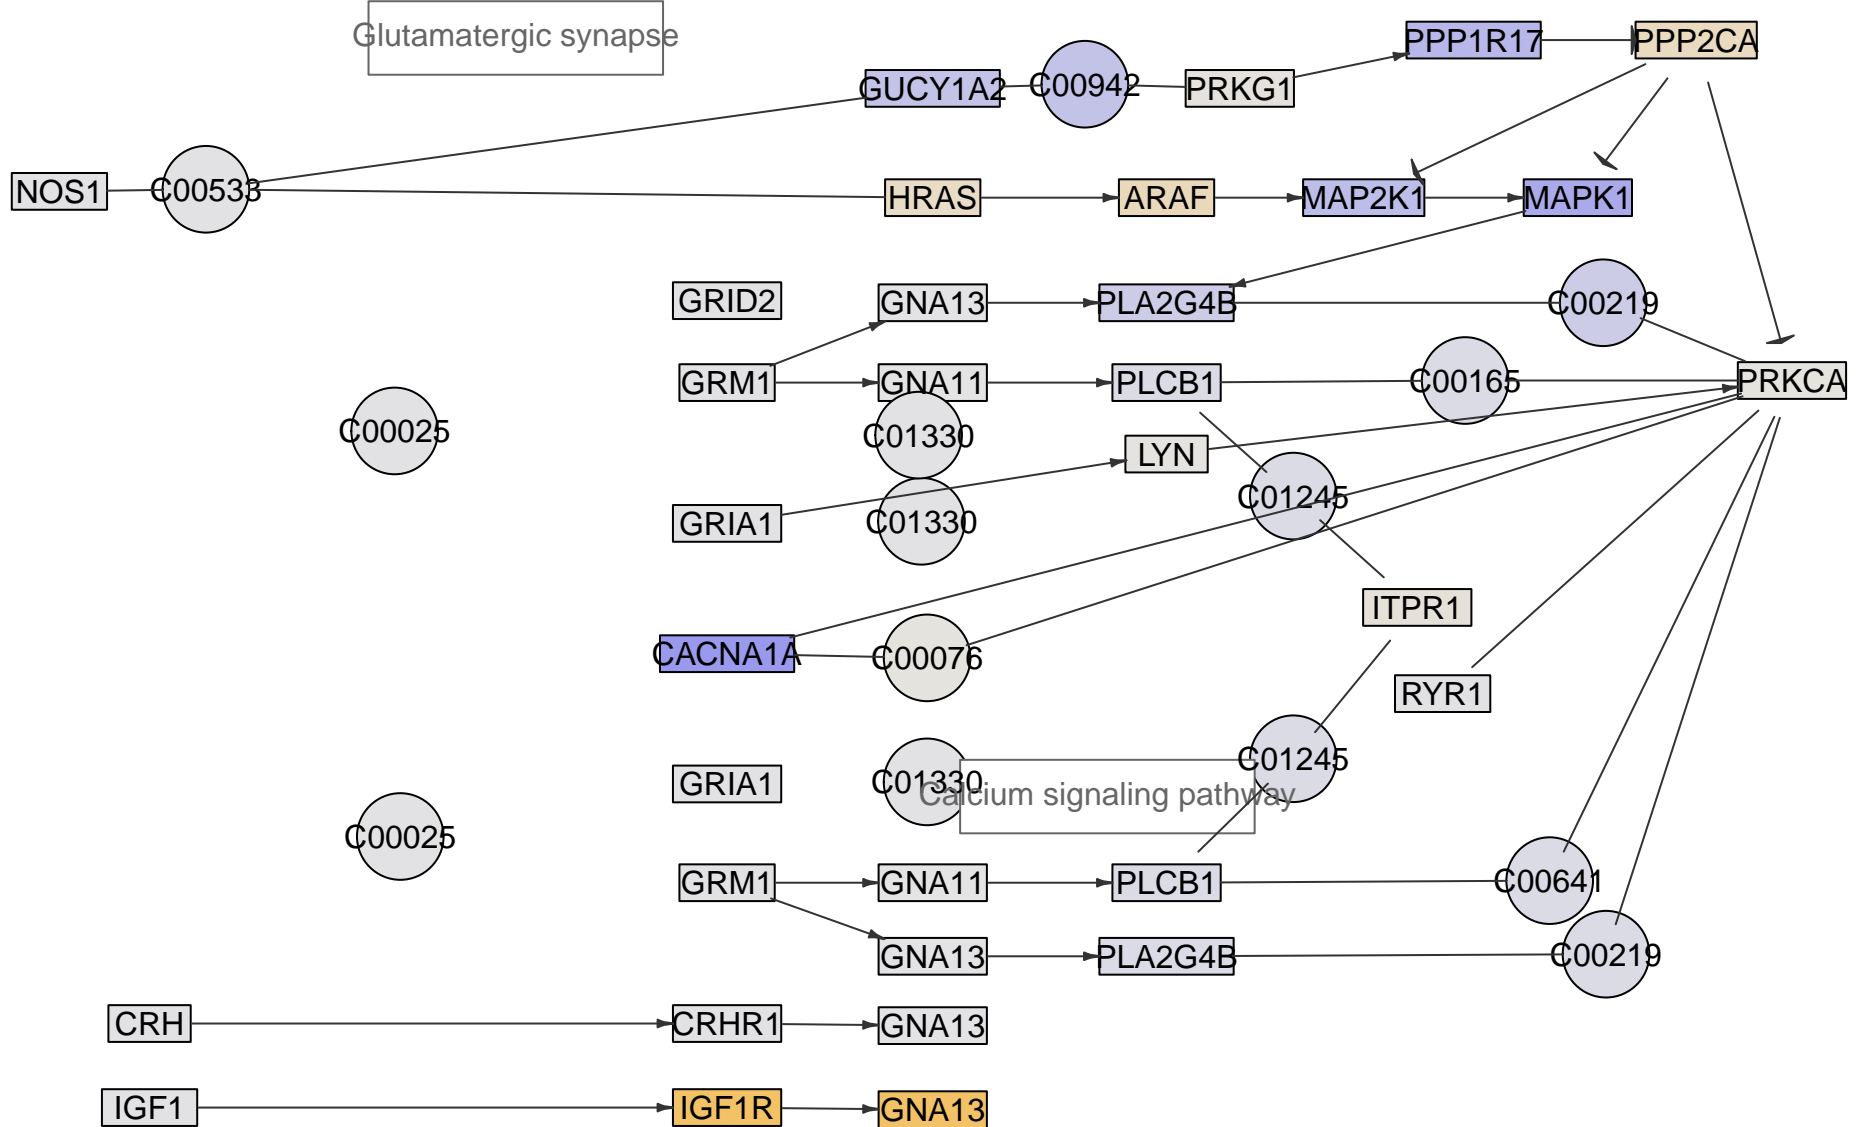 Glutamatergic synapse
PPP1R17
PPP2CA
GUCY1A2
C00942
PRKG1
NOS1
C00533
HRAS
ARAF
MAP2K1
MAPK1
GRID2
GNA13
PLA2G4B
C00219
GRM1
GNA11
PLCB1
C00165
PRKCA
C00025
C01330
LYN
GRIA1
C01330
C01245
ITPR1
CACNA1A
C00076
RYR1
GRIA1
C01330
C01245
Calcium signaling pathway
C00025
GRM1
GNA11
PLCB1
C00641
GNA13
PLA2G4B
C00219
CRH
CRHR1
GNA13
IGF1
IGF1R
GNA13